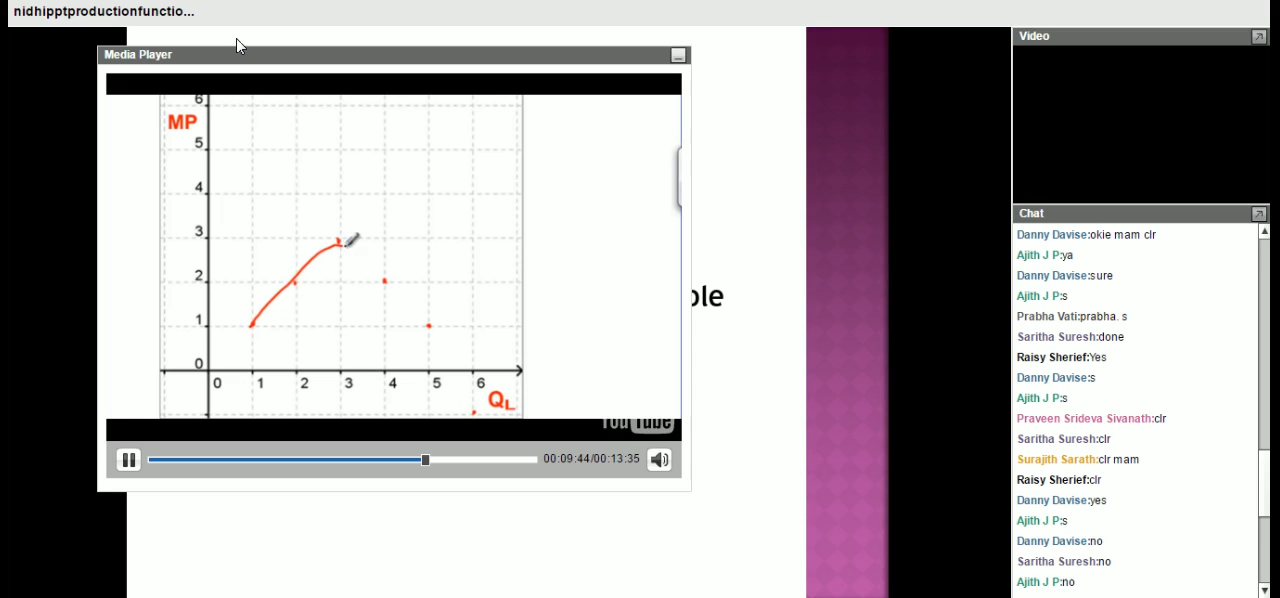 nidhipptproductionfunctio...
Media Player
6
MP
5
4
3
2
1
0
0 1 2 3 4 5 6
QL
YouTube
00:09:44/00:13:35
ple
Video
Chat
Danny Davise:okie mam clr
Ajith J P:ya
Danny Davise:sure
Ajith J P:s
Prabha Vati:prabha. s
Saritha Suresh:done
Raisy Sherief:Yes
Danny Davise:s
Ajith J P:s
Praveen Srideva Sivanath:clr
Saritha Suresh:clr
Surajith Sarath:clr mam
Raisy Sherief:clr
Danny Davise:yes
Ajith J P:s
Danny Davise:no
Saritha Suresh:no
Ajith J P:no